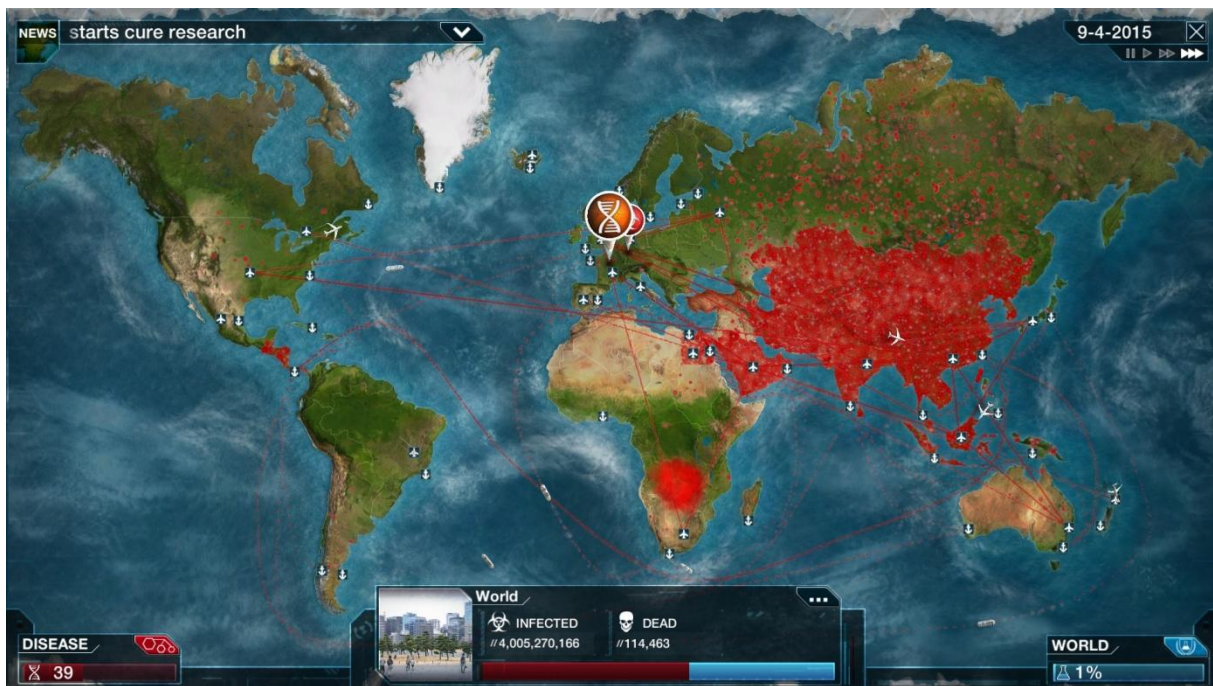 NEWS starts cure research
9-4-2015
World
INFECTED
DEAD
//4,005,270,166
//114,463
DISEASE
39
WORLD
1%